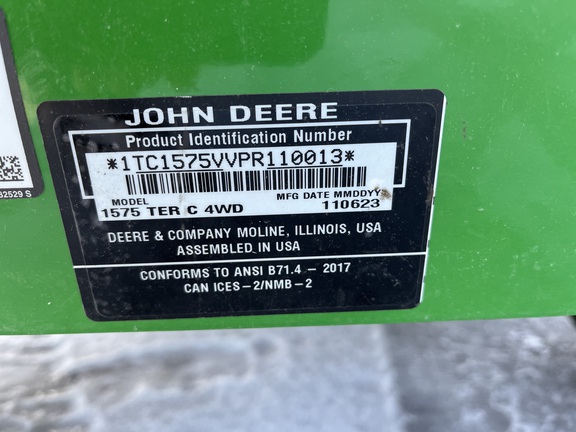 JOHN DEERE
Product Identification Number
*1TC1575VVPR110013*
MODEL MFG DATE MMDDYY
1575 TER C 4WD 110623
DEERE & COMPANY MOLINE, ILLINOIS, USA
ASSEMBLED IN USA
CONFORMS TO ANSI B71.4 – 2017
CAN ICES-2/NMB-2